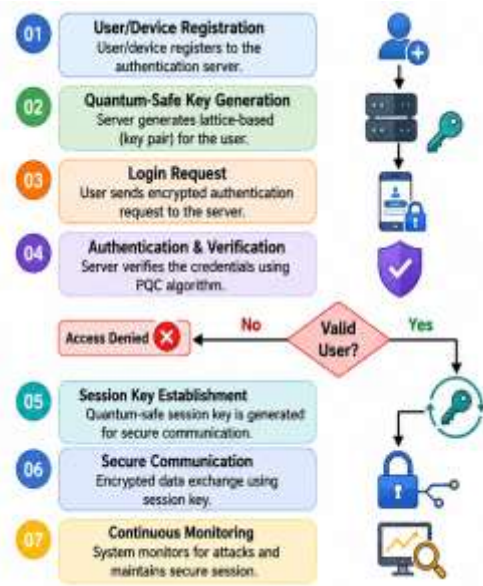 01
User/Device Registration
User/device registers to the
authentication server.
02
Quantum-Safe Key Generation
Server generates lattice-based
(key pair) for the user.
03
Login Request
User sends encrypted authentication
request to the server.
04
Authentication & Verification
Server verifies the credentials using
PQC algorithm.
Access Denied
No
Valid
User?
Yes
05
Session Key Establishment
Quantum-safe session key is generated
for secure communication.
06
Secure Communication
Encrypted data exchange using
session key.
07
Continuous Monitoring
System monitors for attacks and
maintains secure session.